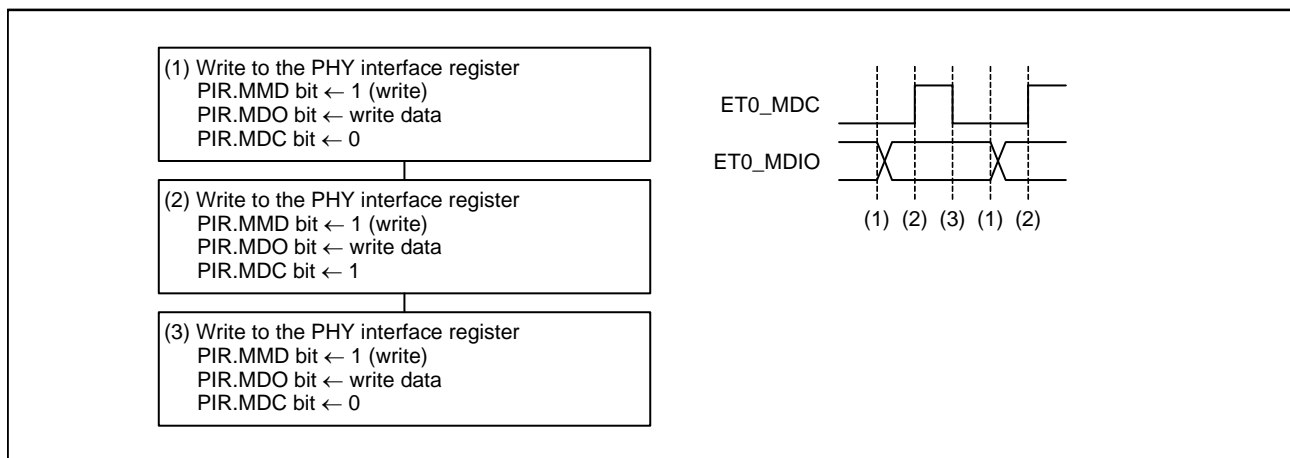 (1) Write to the PHY interface register
PIR.MMD bit ← 1 (write)
PIR.MDO bit ← write data
PIR.MDC bit ← 0
(2) Write to the PHY interface register
PIR.MMD bit ← 1 (write)
PIR.MDO bit ← write data
PIR.MDC bit ← 1
(3) Write to the PHY interface register
PIR.MMD bit ← 1 (write)
PIR.MDO bit ← write data
PIR.MDC bit ← 0
ET0_MDC
ET0_MDIO
(1) (2) (3) (1) (2)